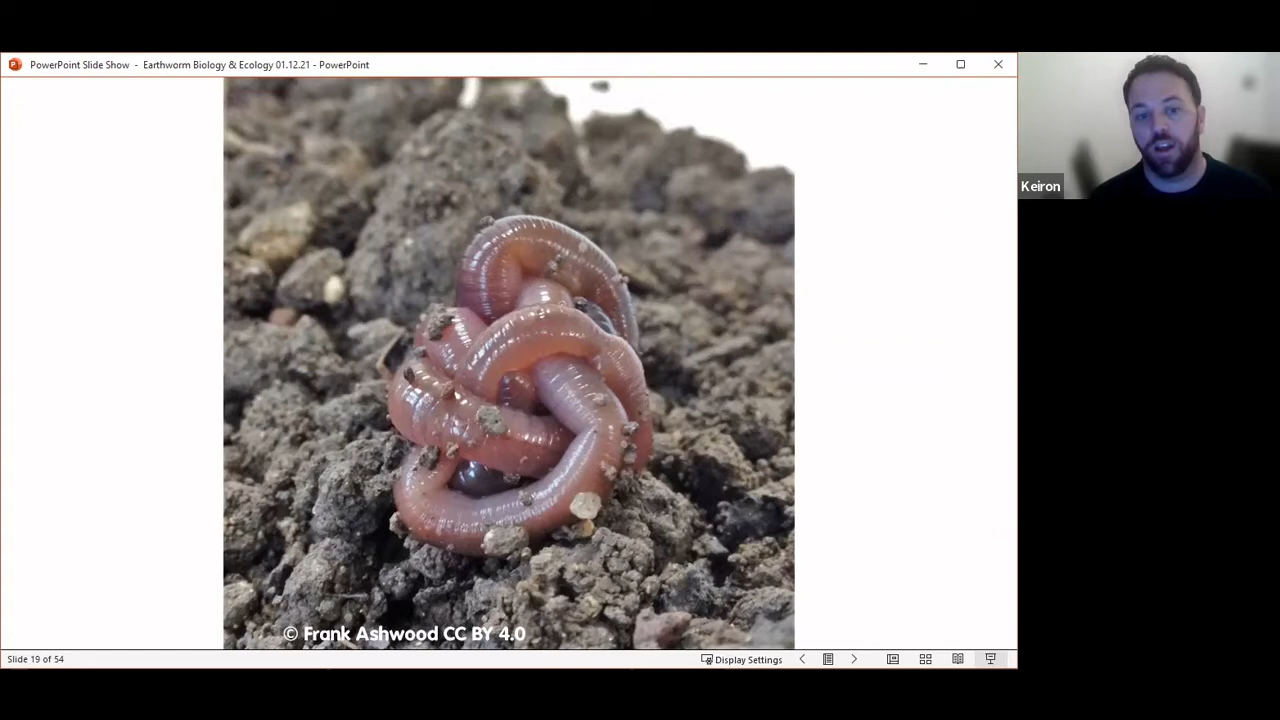 PowerPoint Slide Show - Earthworm Biology & Ecology 01.12.21 - PowerPoint
Keiron
© Frank Ashwood CC BY 4.0
Slide 19 of 54
Display Settings